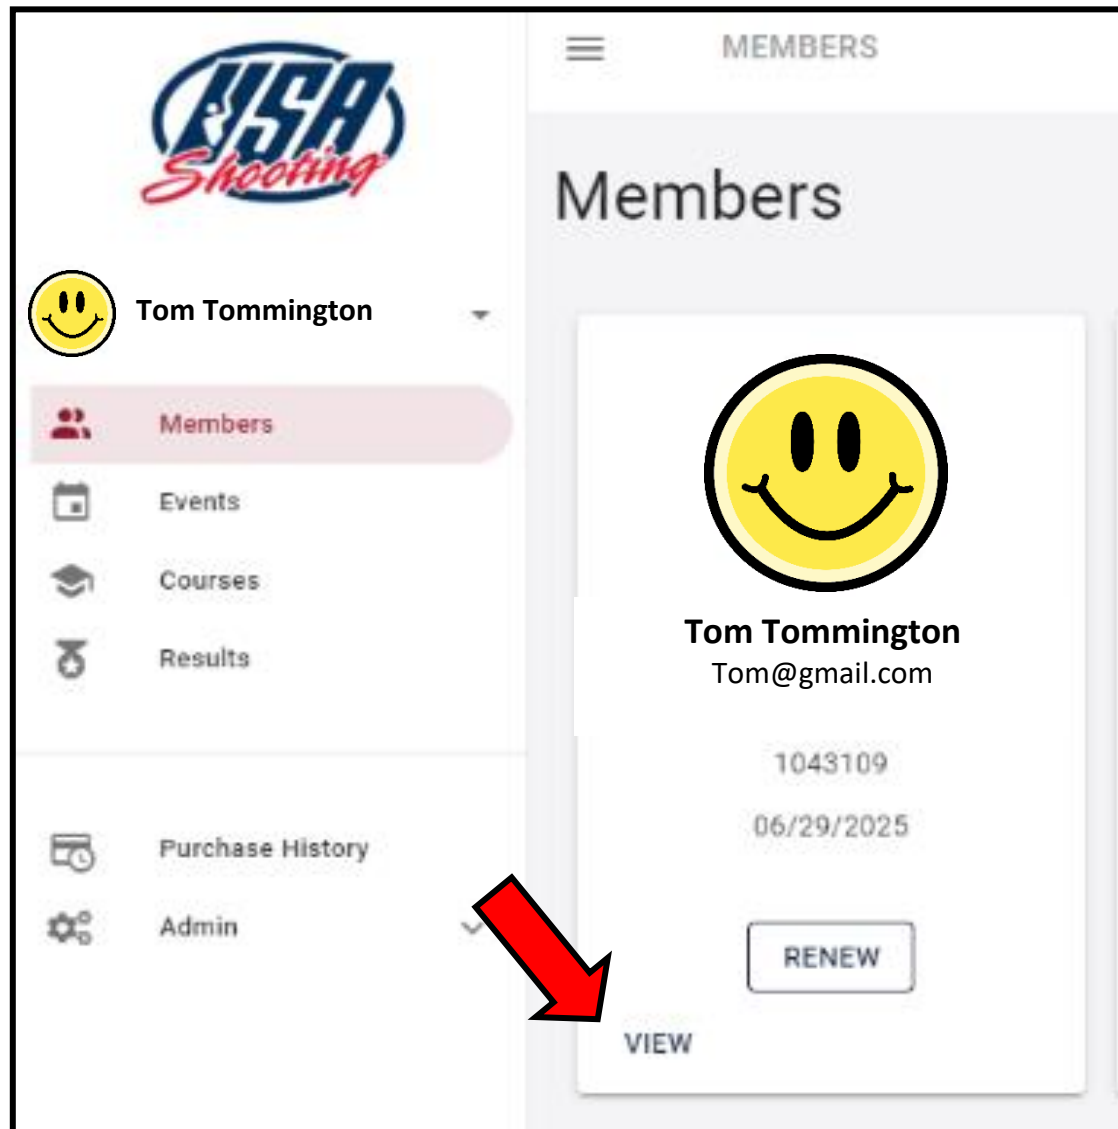 USA
Shooting
Tom Tommington
Members
Events
Courses
Results
Purchase History
Admin
MEMBERS
Members
Tom Tommington
Tom@gmail.com
1043109
06/29/2025
RENEW
VIEW